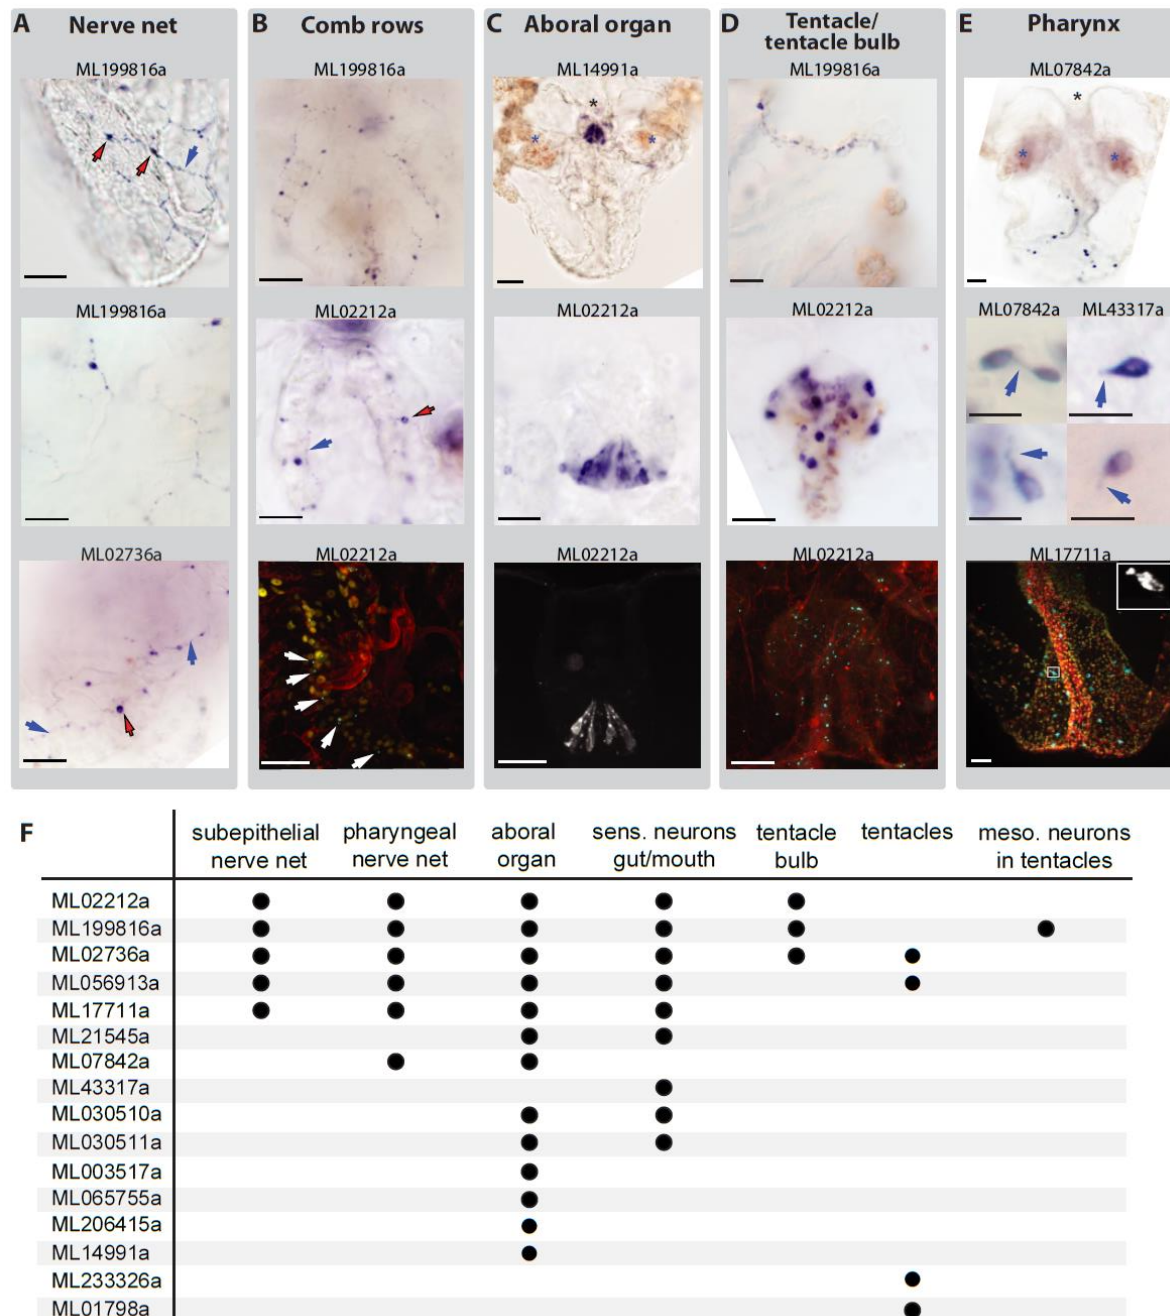 A Nerve net
ML199816a
ML199816a
ML02736a
B Comb rows
ML199816a
ML02212a
ML02212a
C Aboral organ
ML14991a
*
* *
ML02212a
ML02212a
D Tentacle/
tentacle bulb
ML199816a
ML02212a
ML02212a
E Pharynx
ML07842a
*
* *
ML07842a ML43317a
ML17711a
F
subepithelial pharyngeal aboral sens. neurons tentacle tentacles meso. neurons
nerve net nerve net organ gut/mouth bulb in tentacles
ML02212a
ML199816a
ML02736a
ML056913a
ML17711a
ML21545a
ML07842a
ML43317a
ML030510a
ML030511a
ML003517a
ML065755a
ML206415a
ML14991a
ML233326a
ML01798a